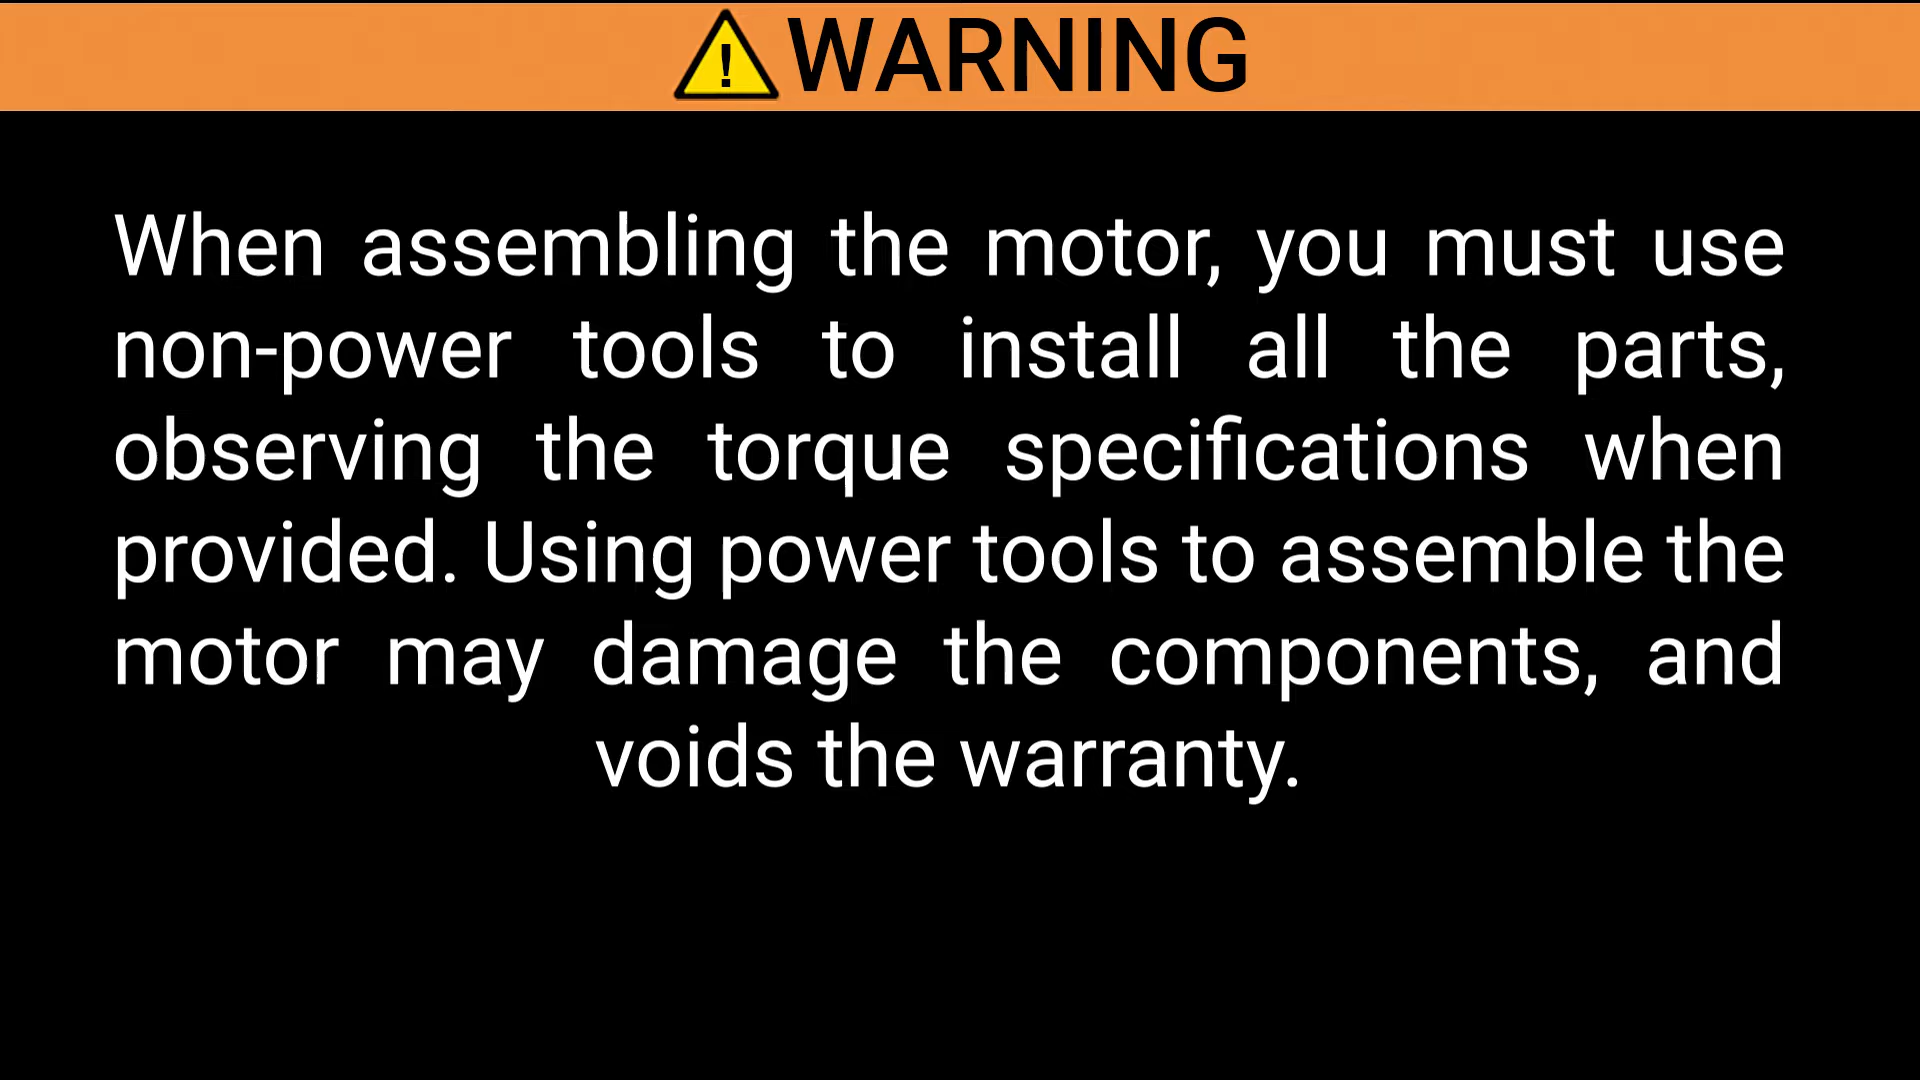 WARNING
When assembling the motor, you must use
non-power tools to install all the parts,
observing the torque specifications when
provided. Using power tools to assemble the
motor may damage the components, and
voids the warranty.